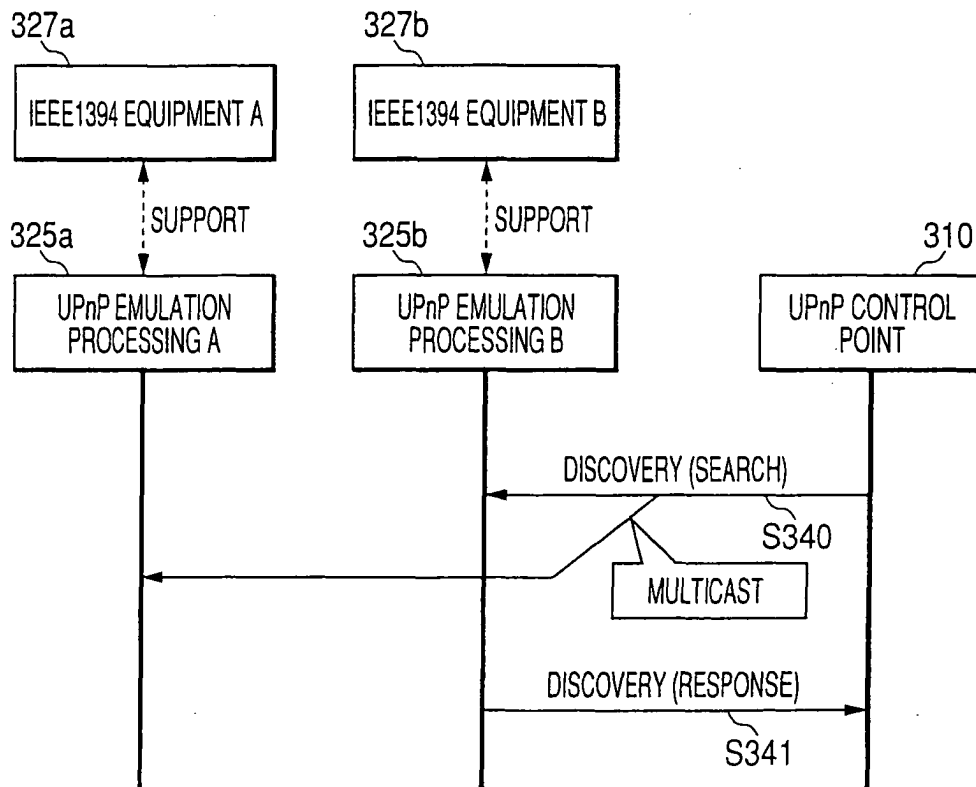 327a
327b
IEEE1394 EQUIPMENT A
IEEE1394 EQUIPMENT B
SUPPORT
SUPPORT
325a
325b
310
UPnP EMULATION
PROCESSING A
UPnP EMULATION
PROCESSING B
UPnP CONTROL
POINT
DISCOVERY (SEARCH)
S340
MULTICAST
DISCOVERY (RESPONSE)
S341